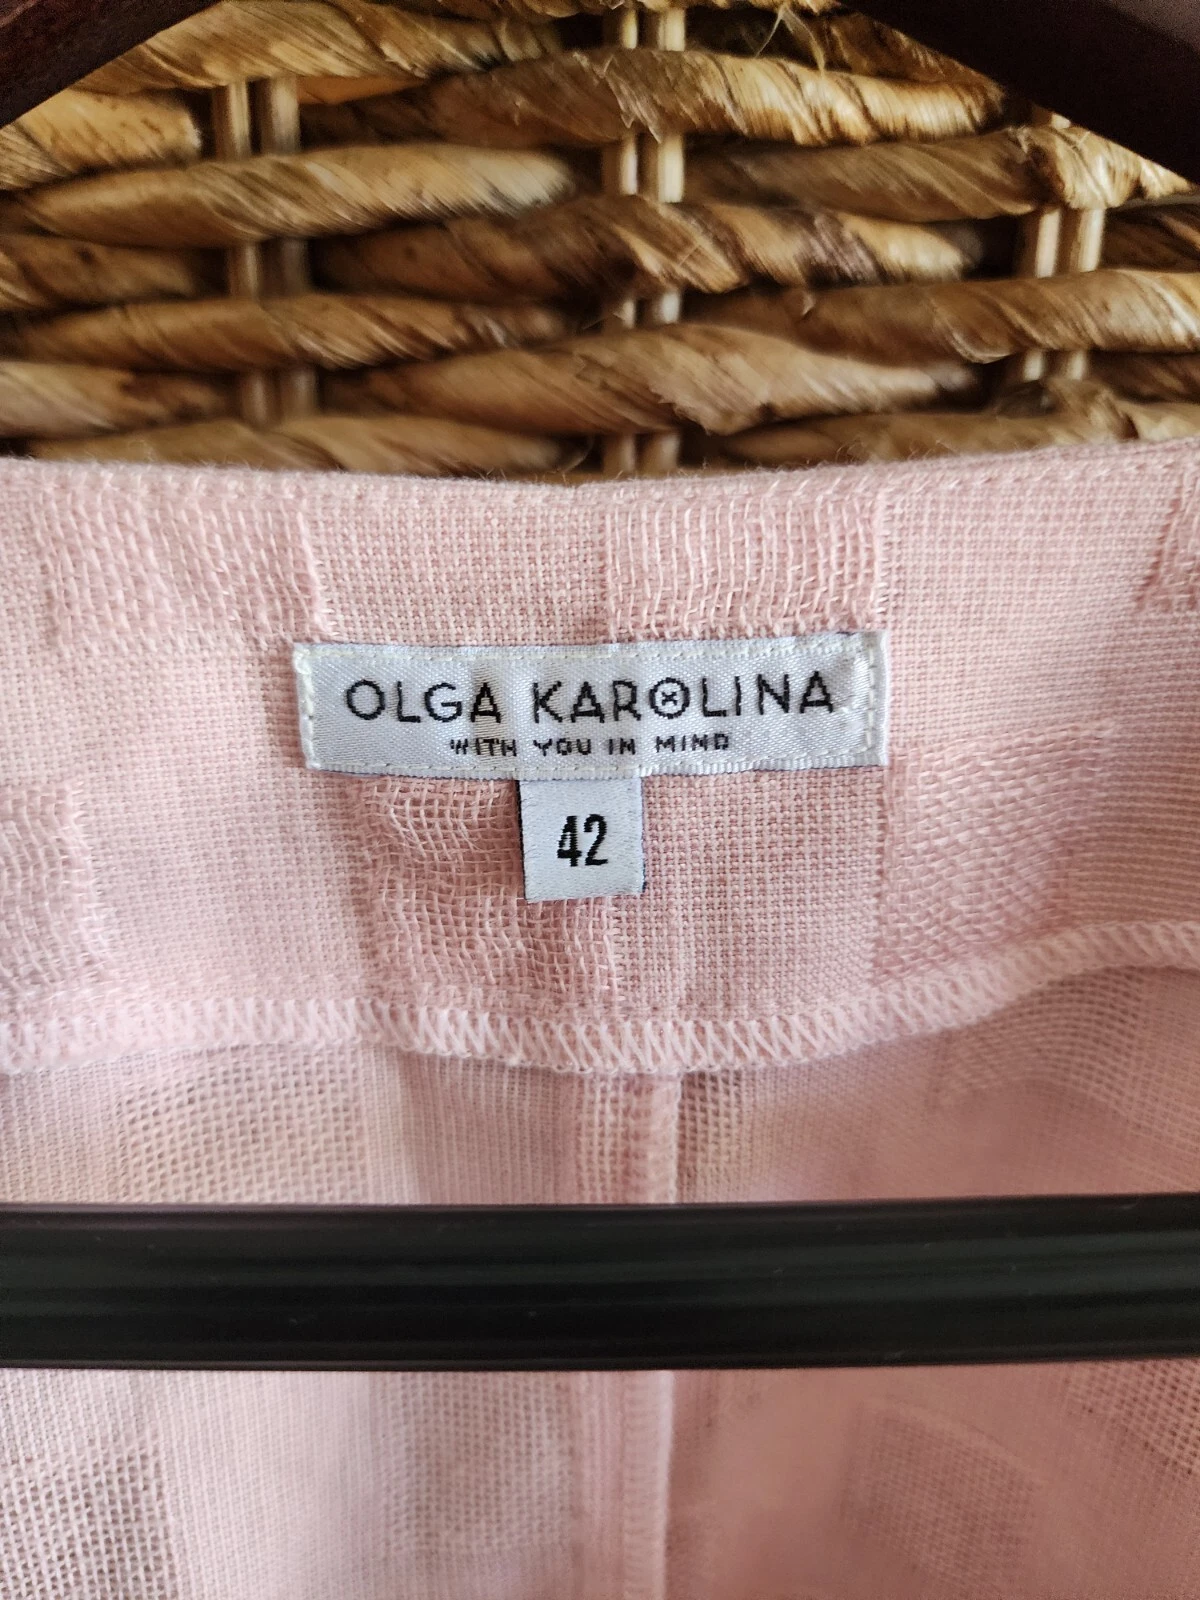 OLGA KAROLINA
WITH YOU IN MIND
42